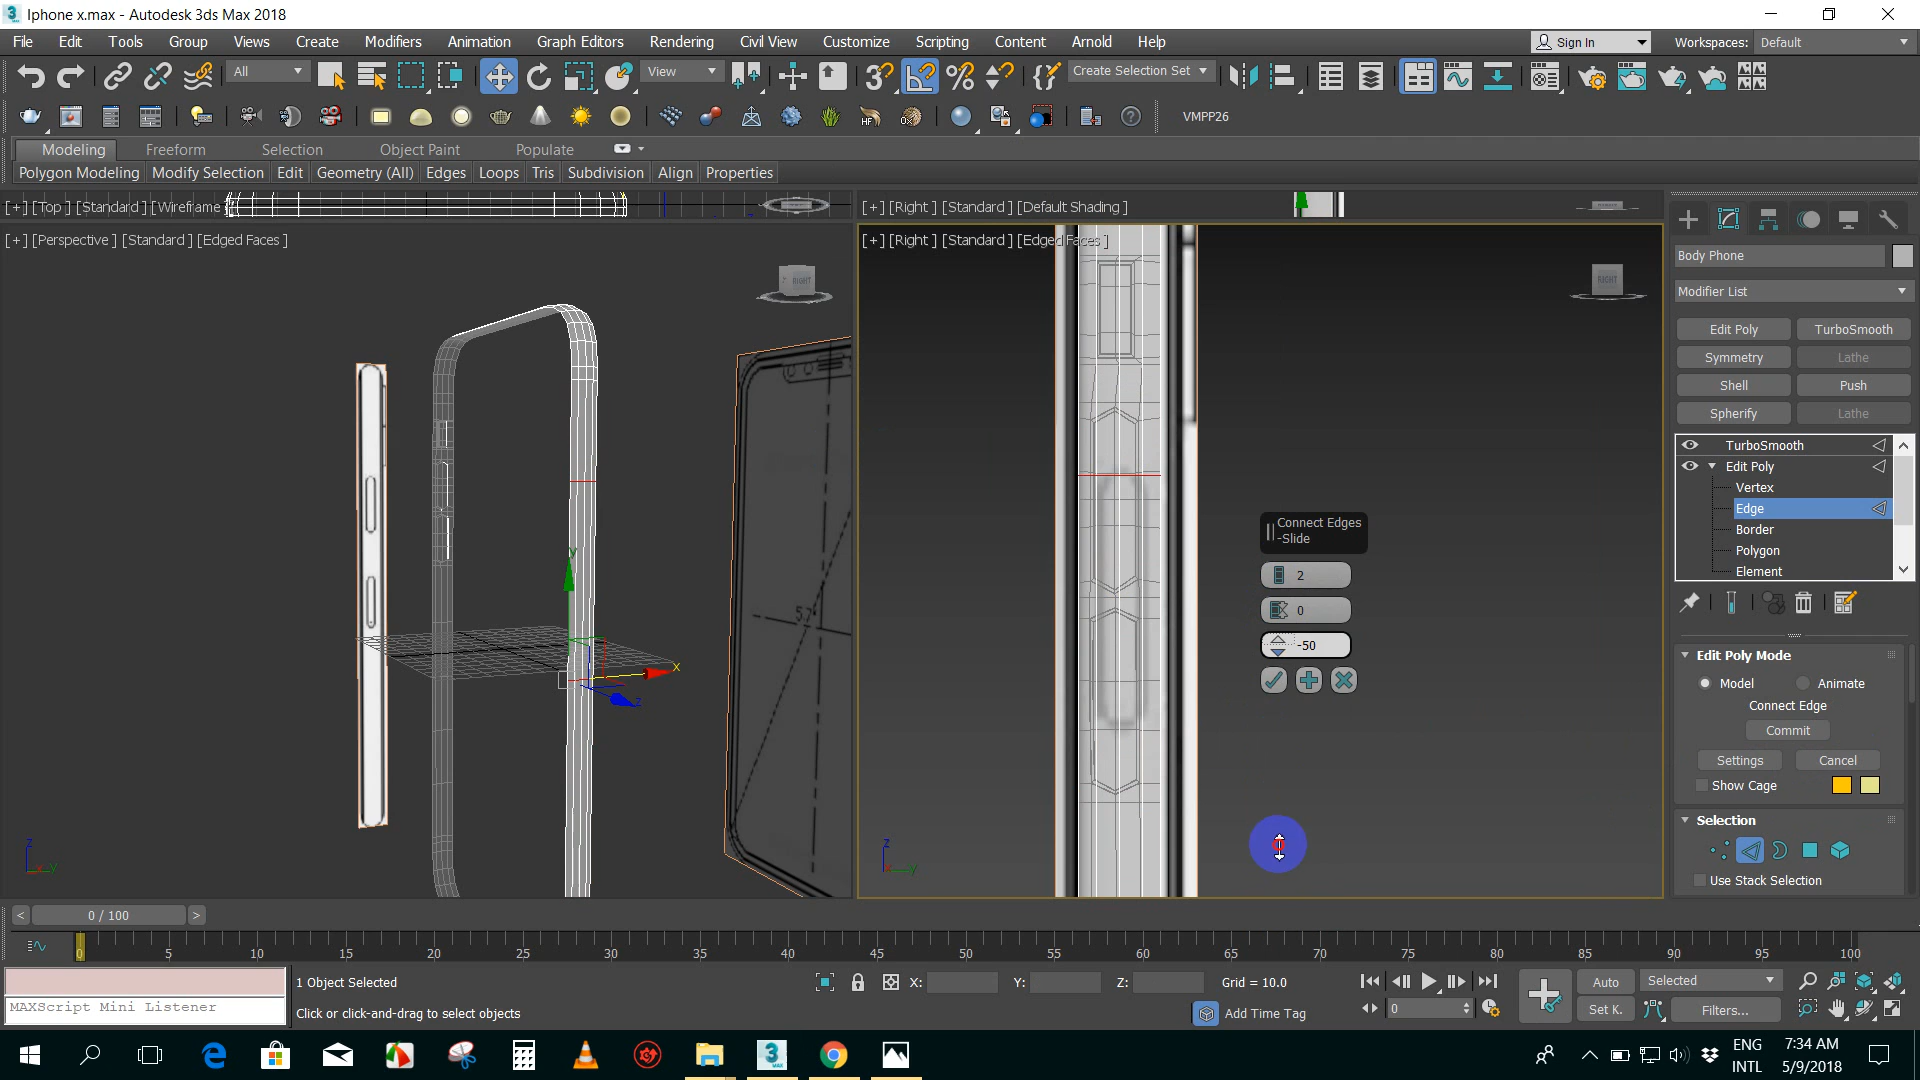 Iphone x.max - Autodesk 3ds Max 2018
File Edit Tools Group Views Create Modifiers Animation Graph Editors Rendering Civil View Customize Scripting Content Arnold Help Sign In Workspaces: Default
All View Create Selection Set
VMPP26
Modeling Freeform Selection Object Paint Populate
Polygon Modeling Modify Selection Edit Geometry (All) Edges Loops Tris Subdivision Align Properties
[+] [Top ] [Standard ] [Wireframe
[+] [Right ] [Standard ] [Default Shading ]
[+] [Perspective ] [Standard ] [Edged Faces ]
[+] [Right ] [Standard ] [Edged Faces ]
RIGHT
RIGHT
Body Phone
Modifier List
Edit Poly TurboSmooth
Symmetry Lathe
Shell Push
Spherify Lathe
TurboSmooth
Edit Poly
Vertex
Edge
Border
Polygon
Element
Connect Edges
-Slide
2
0
-50
y
x
z
Edit Poly Mode
Model Animate
Connect Edge
Commit
Settings Cancel
Show Cage
Selection
Use Stack Selection
z
y
z
y
< 0 / 100 >
0 5 10 15 20 25 30 35 40 45 50 55 60 65 70 75 80 85 90 95 100
1 Object Selected X: Y: Z: Grid = 10.0 Auto Selected
MAXScript Mini Listener Click or click-and-drag to select objects Add Time Tag 0 Set K. Filters...
ENG 7:34 AM
INTL 5/9/2018